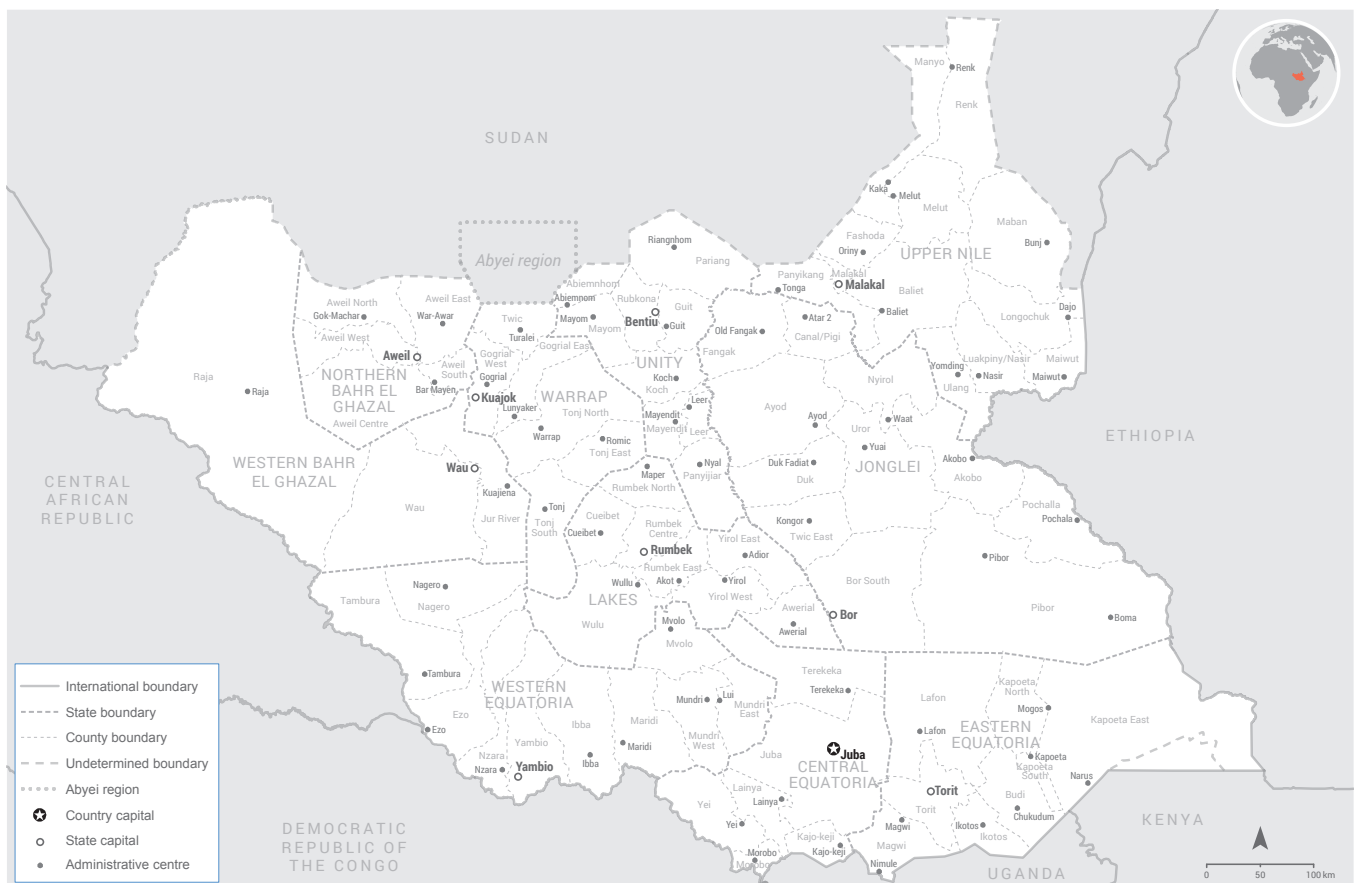 SUDAN
Manyo
Renk
Renk
Kaka
Melut
Melut
Maban
Bunj
Fashoda
Oriny
UPPER NILE
Riangnhom
Pariang
Abyei region
Panyikang
Malakal
Malakal
Tonga
Baliet
Baliet
Dajo
Longochuk
Abiemnhom
Abiemnom
Rubkona
Guit
Guit
Bentiu
Mayom
Mayom
Aweil North
Aweil East
Gok-Machar
War-Awar
Aweil West
Aweil
Aweil
South
NORTHERN
BAHR EL
GHAZAL
Bar Mayen
Aweil Centre
Twic
Turalei
Gogrial East
Gogrial
West
Gogrial
Kuajok
WARRAP
Lunyaker
Tonj North
Warrap
Romic
Tonj East
UNITY
Koch
Koch
Leer
Mayendit
Mayendit
Leer
Nyal
Panyijiar
Old Fangak
Fangak
Atar 2
Canal/Pigi
Nyirol
Yomding
Luakpiny/Nasir
Nasir
Ulang
Maiwut
Maiwut
Ayod
Ayod
Waat
Uror
Yuai
JONGLEI
Duk Fadiat
Duk
Akobo
Akobo
ETHIOPIA
Pochalla
Pochala
Kongor
Twic East
Pibor
Pibor
Boma
Bor South
Bor
Raja
Raja
WESTERN BAHR
EL GHAZAL
Wau
Wau
Kuajiena
Jur River
CENTRAL
AFRICAN
REPUBLIC
Tonj
Tonj
South
Maper
Rumbek North
Cueibet
Cueibet
Rumbek
Centre
Rumbek
Rumbek East
Wullu
Akot
Yirol East
Adior
Yirol
Yirol West
LAKES
Wulu
Awerial
Awerial
Mvolo
Mvolo
Nagero
Nagero
Tambura
Tambura
Ezo
Ezo
WESTERN
EQUATORIA
Yambio
Yambio
Nzara
Nzara
Ibba
Ibba
Maridi
Maridi
Mundri
Lui
Mundri
East
Mundri
West
Terekeka
Terekeka
Juba
Juba
CENTRAL
EQUATORIA
Lainya
Lainya
Yei
Yei
Morobo
Morobo
Kajo-keji
Kajo-keji
Lafon
Lafon
Kapoeta
North
Mogos
EASTERN
EQUATORIA
Kapoeta East
Kapoeta
Kapoeta
South
Narus
Budi
Chukudum
Torit
Torit
Magwi
Magwi
Ikotos
Ikotos
Nimule
KENYA
UGANDA
DEMOCRATIC
REPUBLIC OF
THE CONGO
International boundary
State boundary
County boundary
Undetermined boundary
Abyei region
Country capital
State capital
Administrative centre
0 50 100 km